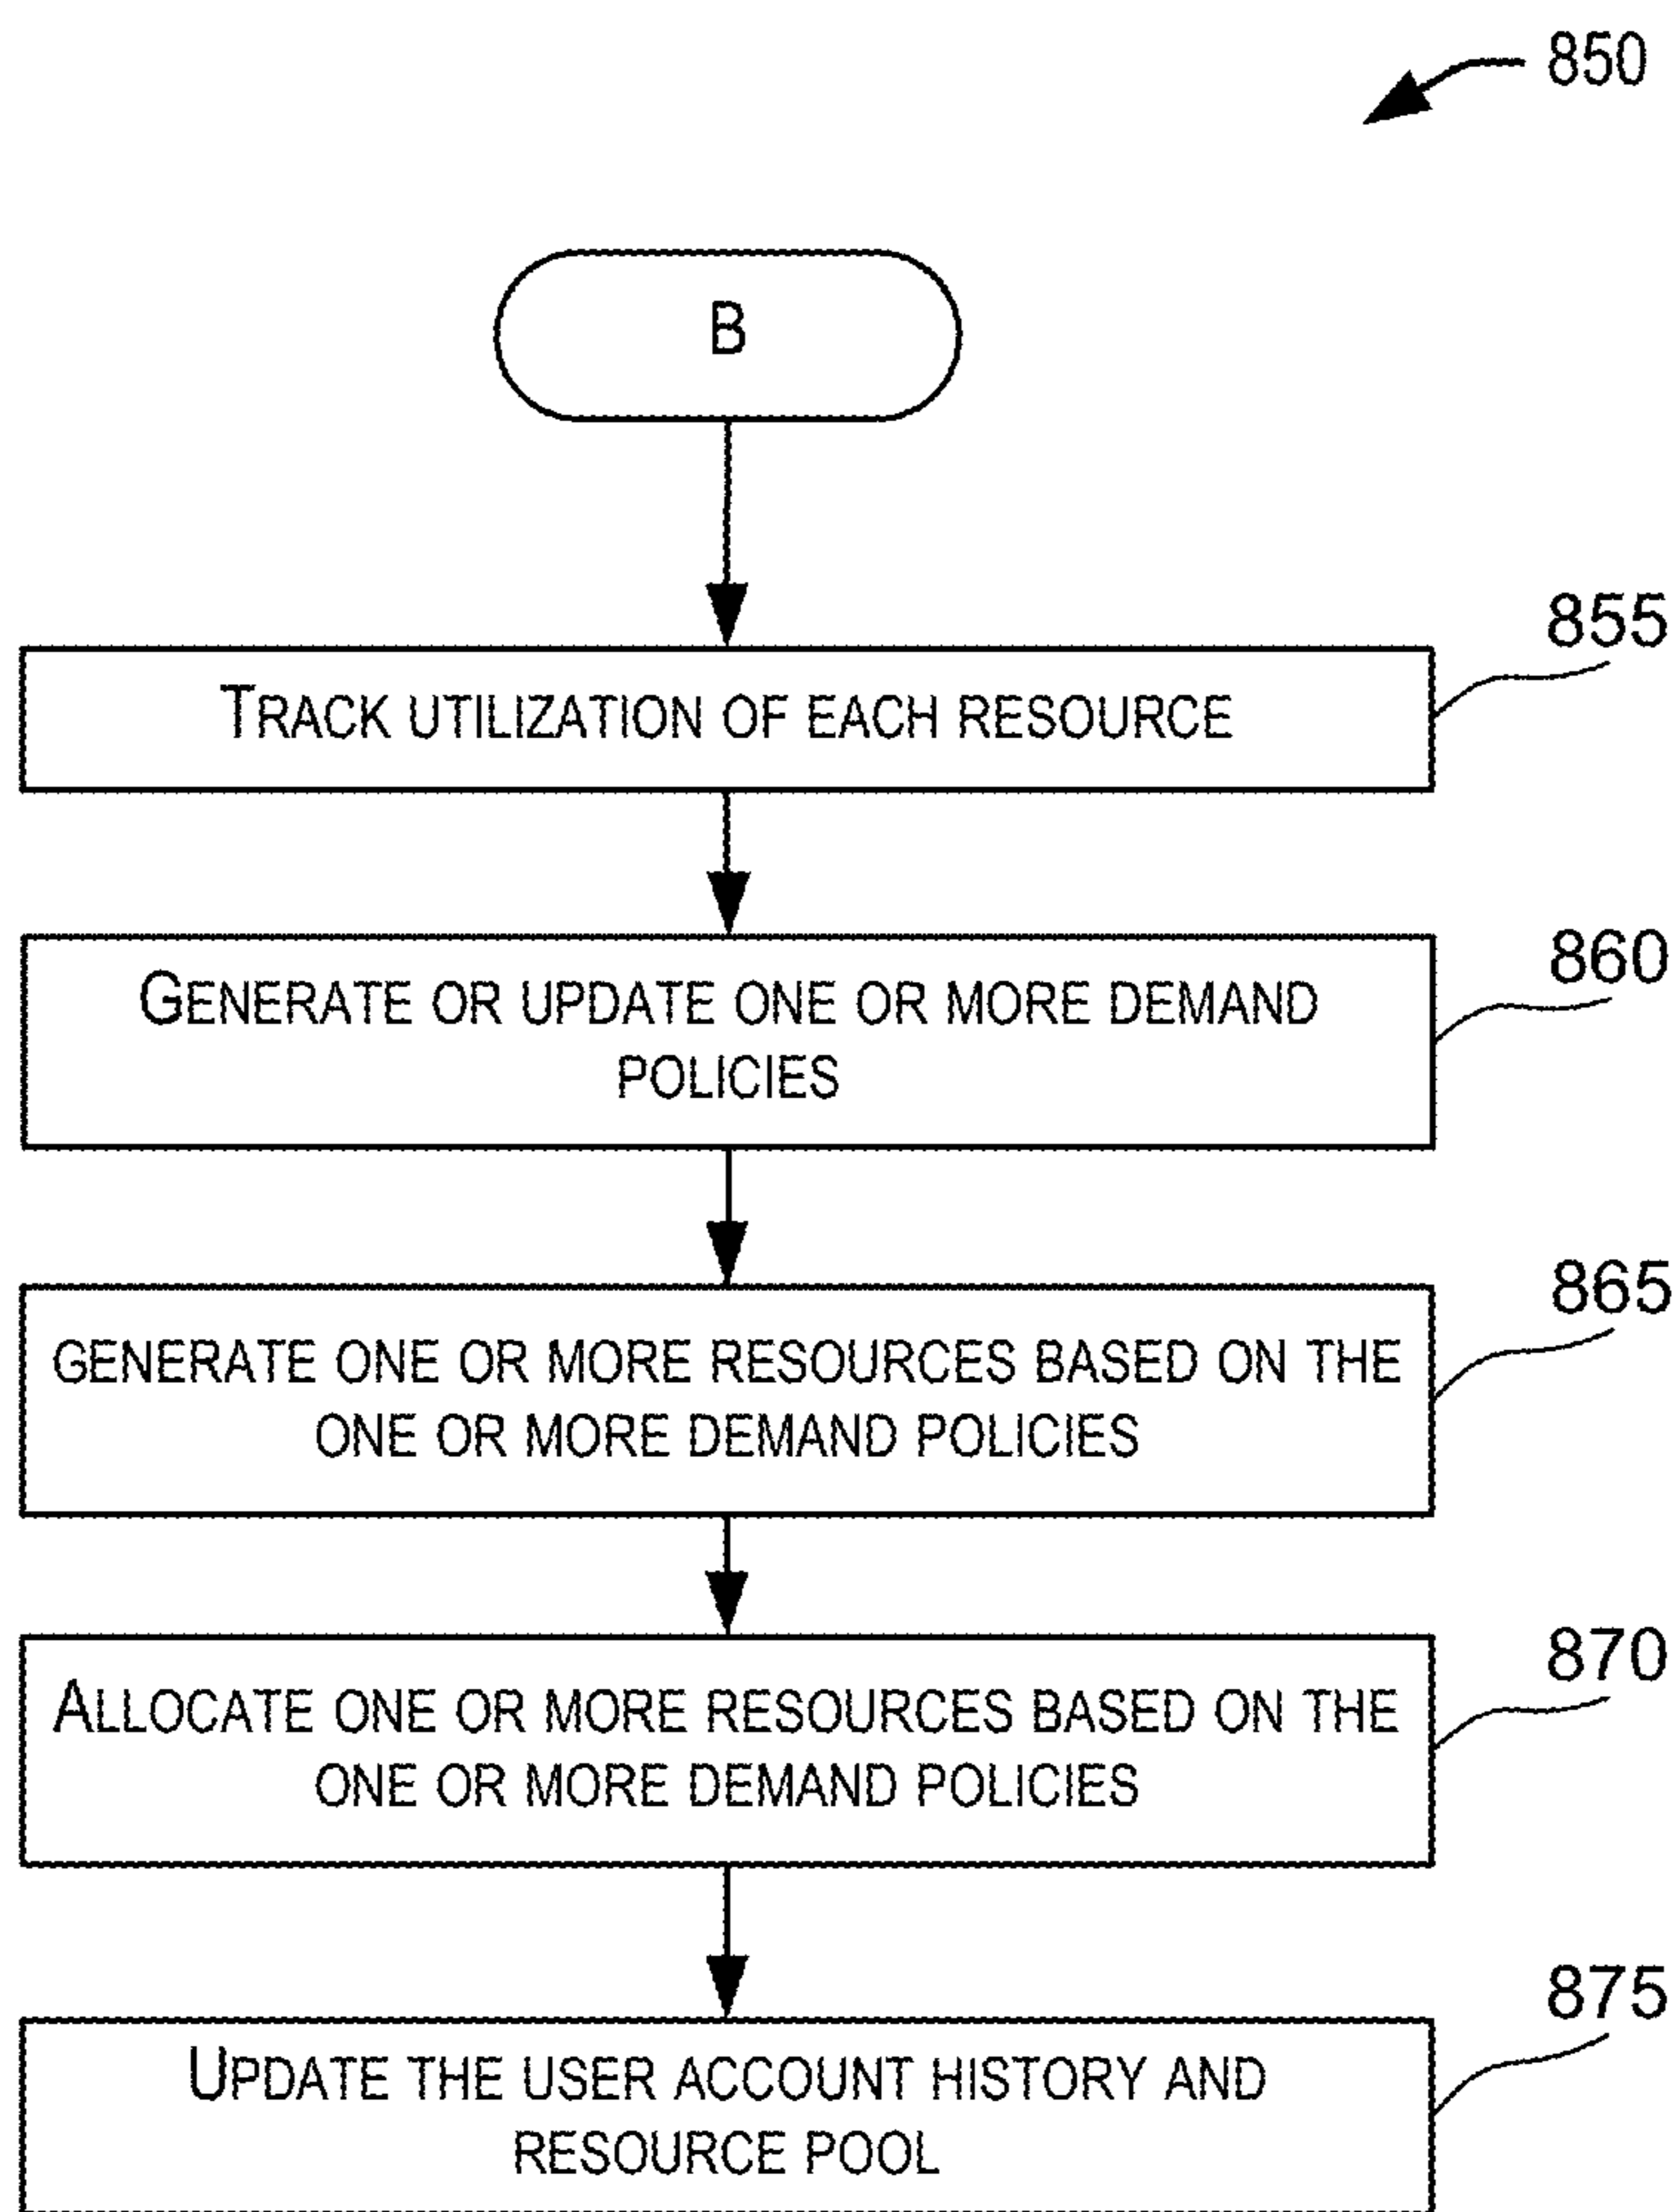 850
B
855
TRACK UTILIZATION OF EACH RESOURCE
860
GENERATE OR UPDATE ONE OR MORE DEMAND
POLICIES
865
GENERATE ONE OR MORE RESOURCES BASED ON THE
ONE OR MORE DEMAND POLICIES
870
ALLOCATE ONE OR MORE RESOURCES BASED ON THE
ONE OR MORE DEMAND POLICIES
875
UPDATE THE USER ACCOUNT HISTORY AND
RESOURCE POOL